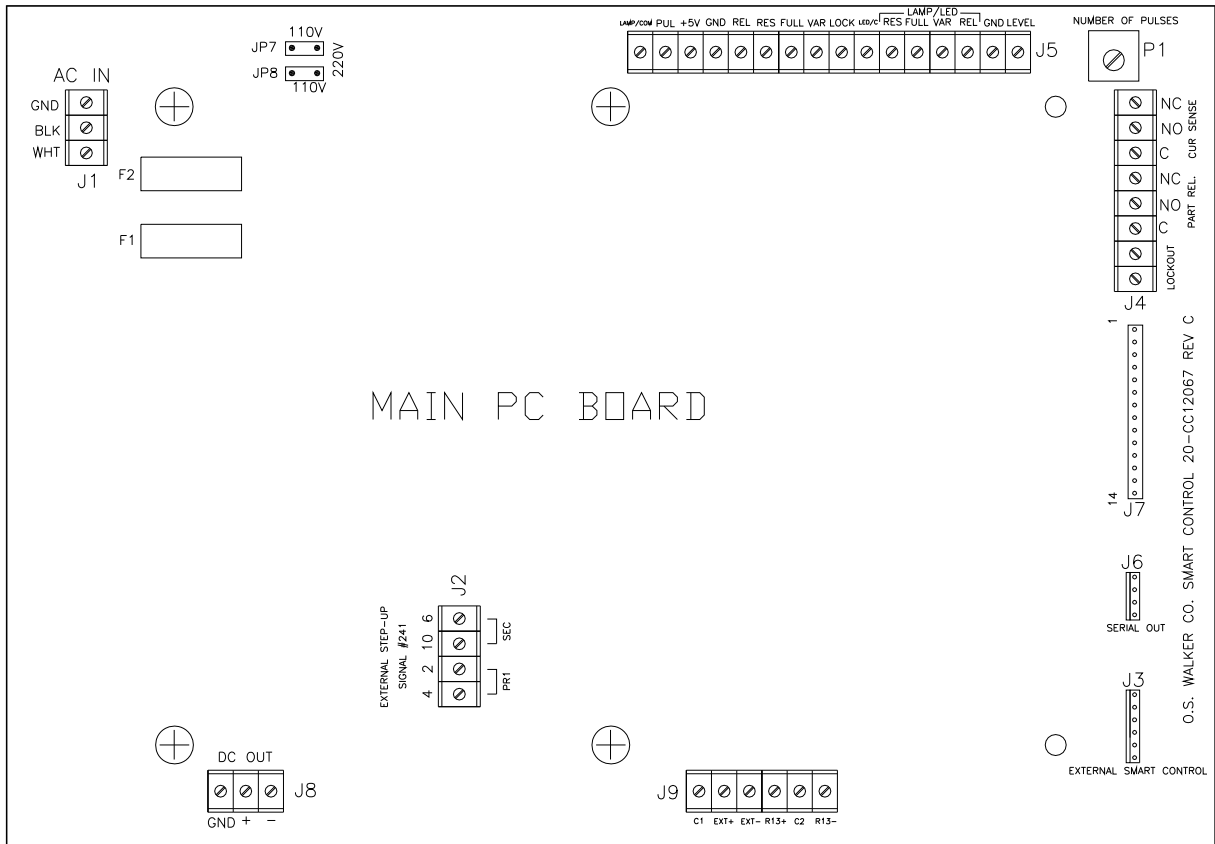 LAMP/LED
LAMP/COM PUL +5V GND REL RES FULL VAR LOCK LED/C RES FULL VAR REL GND LEVEL
J5
NUMBER OF PULSES
P1
110V
JP7
JP8
220V
110V
AC IN
GND
BLK
WHT
J1
F2
F1
NC
NO
C
CUR SENSE
NC
NO
C
PART REL.
LOCKOUT
J4
1
14
J7
MAIN PC BOARD
O.S. WALKER CO. SMART CONTROL 20-CC12067 REV C
J6
SERIAL OUT
J3
EXTERNAL SMART CONTROL
J2
EXTERNAL STEP-UP
SIGNAL #241
6
10
2
4
SEC
PR1
DC OUT
J8
GND + -
J9
C1 EXT+ EXT- R13+ C2 R13-